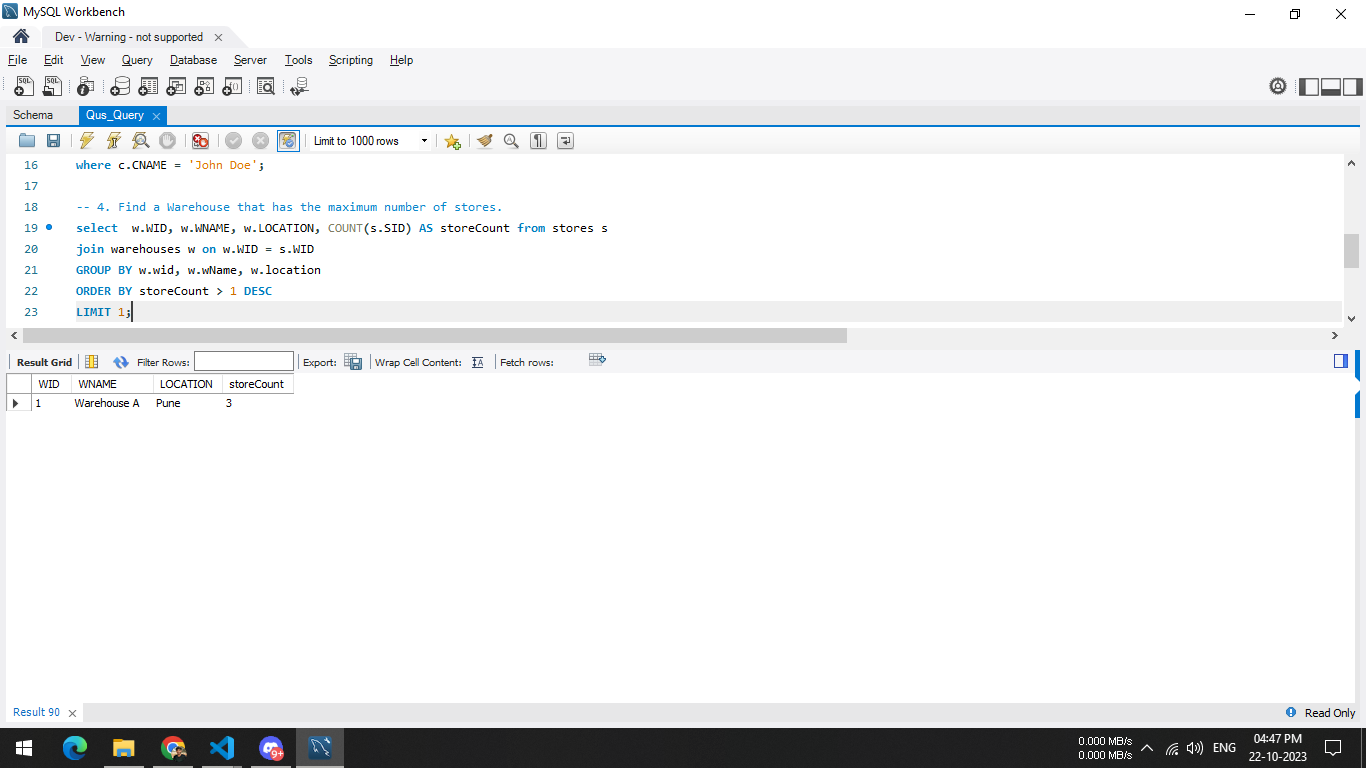 MySQL Workbench
Dev - Warning - not supported
File Edit View Query Database Server Tools Scripting Help
Schema Qus_Query
Limit to 1000 rows
16 where c.CNAME = 'John Doe';
17
18 -- 4. Find a Warehouse that has the maximum number of stores.
19 select  w.WID, w.WNAME, w.LOCATION, COUNT(s.SID) AS storeCount from stores s
20 join warehouses w on w.WID = s.WID
21 GROUP BY w.wid, w.wName, w.location
22 ORDER BY storeCount > 1 DESC
23 LIMIT 1;
Result Grid Filter Rows: Export: Wrap Cell Content: Fetch rows:
WID WNAME LOCATION storeCount
1 Warehouse A Pune 3
Result 90 Read Only
0.000 MB/s
0.000 MB/s
ENG
04:47 PM
22-10-2023
9+